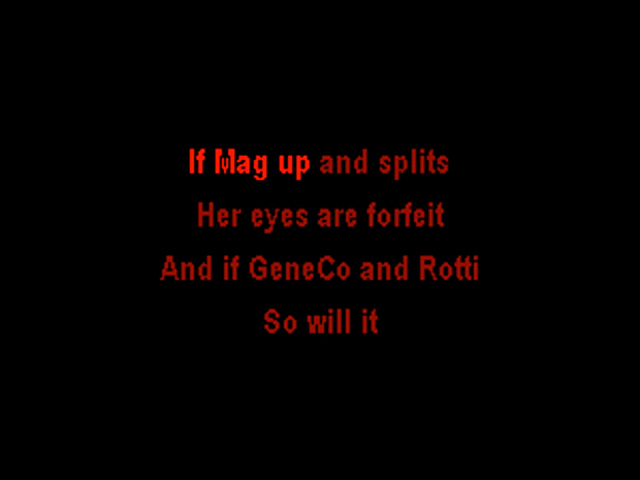 If Mag up and splits
Her eyes are forfeit
And if GeneCo and Rotti
So will it